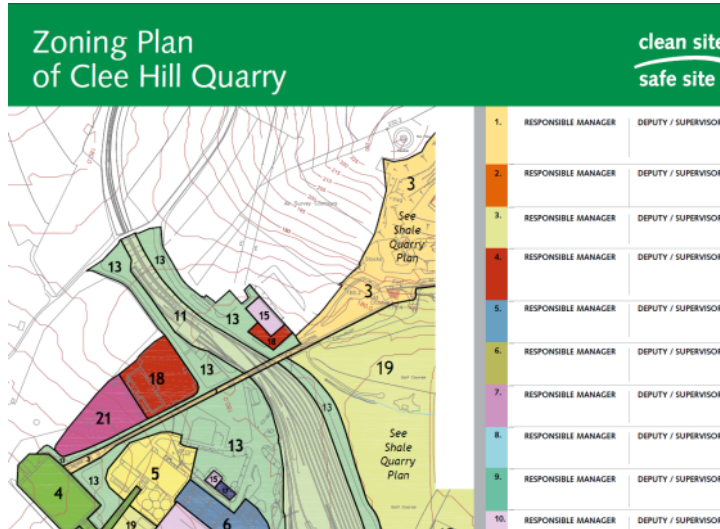 Zoning Plan
of Clee Hill Quarry
clean site
safe site
3
See
Shale
Quarry
Plan
13
13
11
13
15
18
3
13
18
19
21
13
13
See
Shale
Quarry
Plan
5
15
4
13
19
6
1. RESPONSIBLE MANAGER DEPUTY / SUPERVISOR
2. RESPONSIBLE MANAGER DEPUTY / SUPERVISOR
3. RESPONSIBLE MANAGER DEPUTY / SUPERVISOR
4. RESPONSIBLE MANAGER DEPUTY / SUPERVISOR
5. RESPONSIBLE MANAGER DEPUTY / SUPERVISOR
6. RESPONSIBLE MANAGER DEPUTY / SUPERVISOR
7. RESPONSIBLE MANAGER DEPUTY / SUPERVISOR
8. RESPONSIBLE MANAGER DEPUTY / SUPERVISOR
9. RESPONSIBLE MANAGER DEPUTY / SUPERVISOR
10. RESPONSIBLE MANAGER DEPUTY / SUPERVISOR